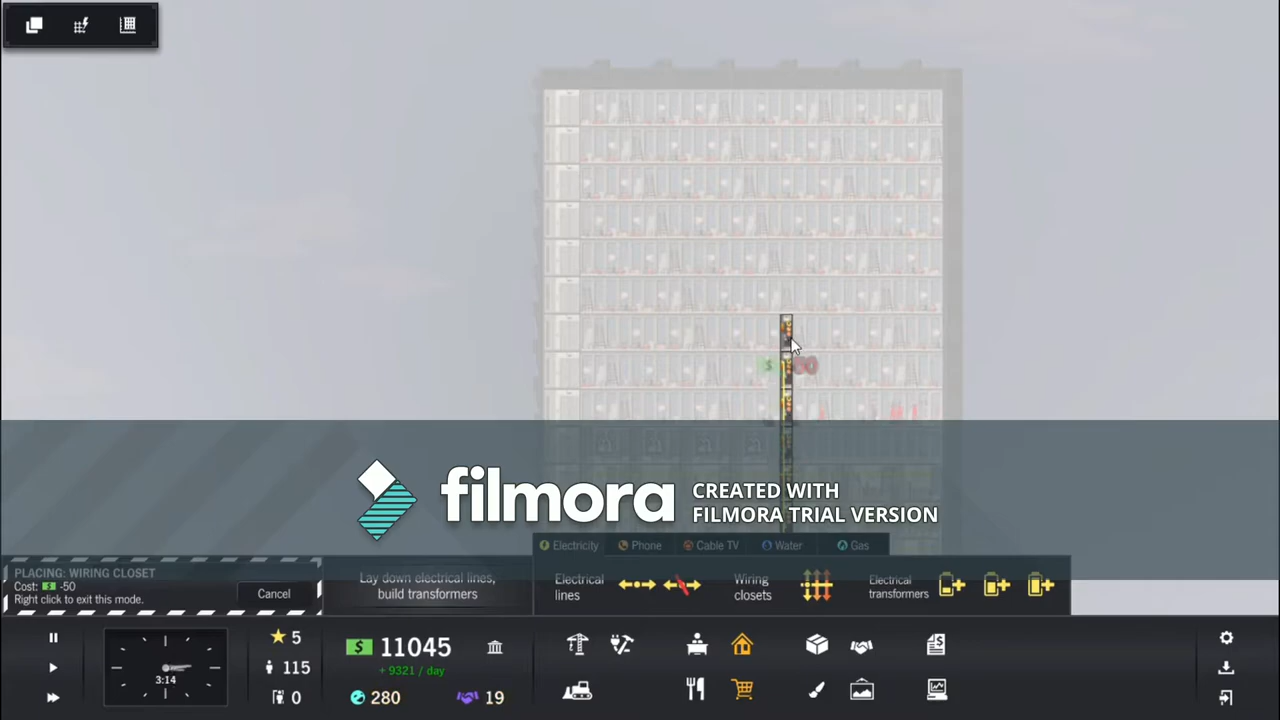 $ 50
filmora
CREATED WITH
FILMORA TRIAL VERSION
Electricity
Phone
Cable TV
Water
Gas
PLACING: WIRING CLOSET
Cost: $ -50
Right click to exit this mode.
Cancel
Lay down electrical lines,
build transformers
Electrical
lines
Wiring
closets
Electrical
transformers
3:14
5
115
0
$ 11045
+ 9321 / day
280
19